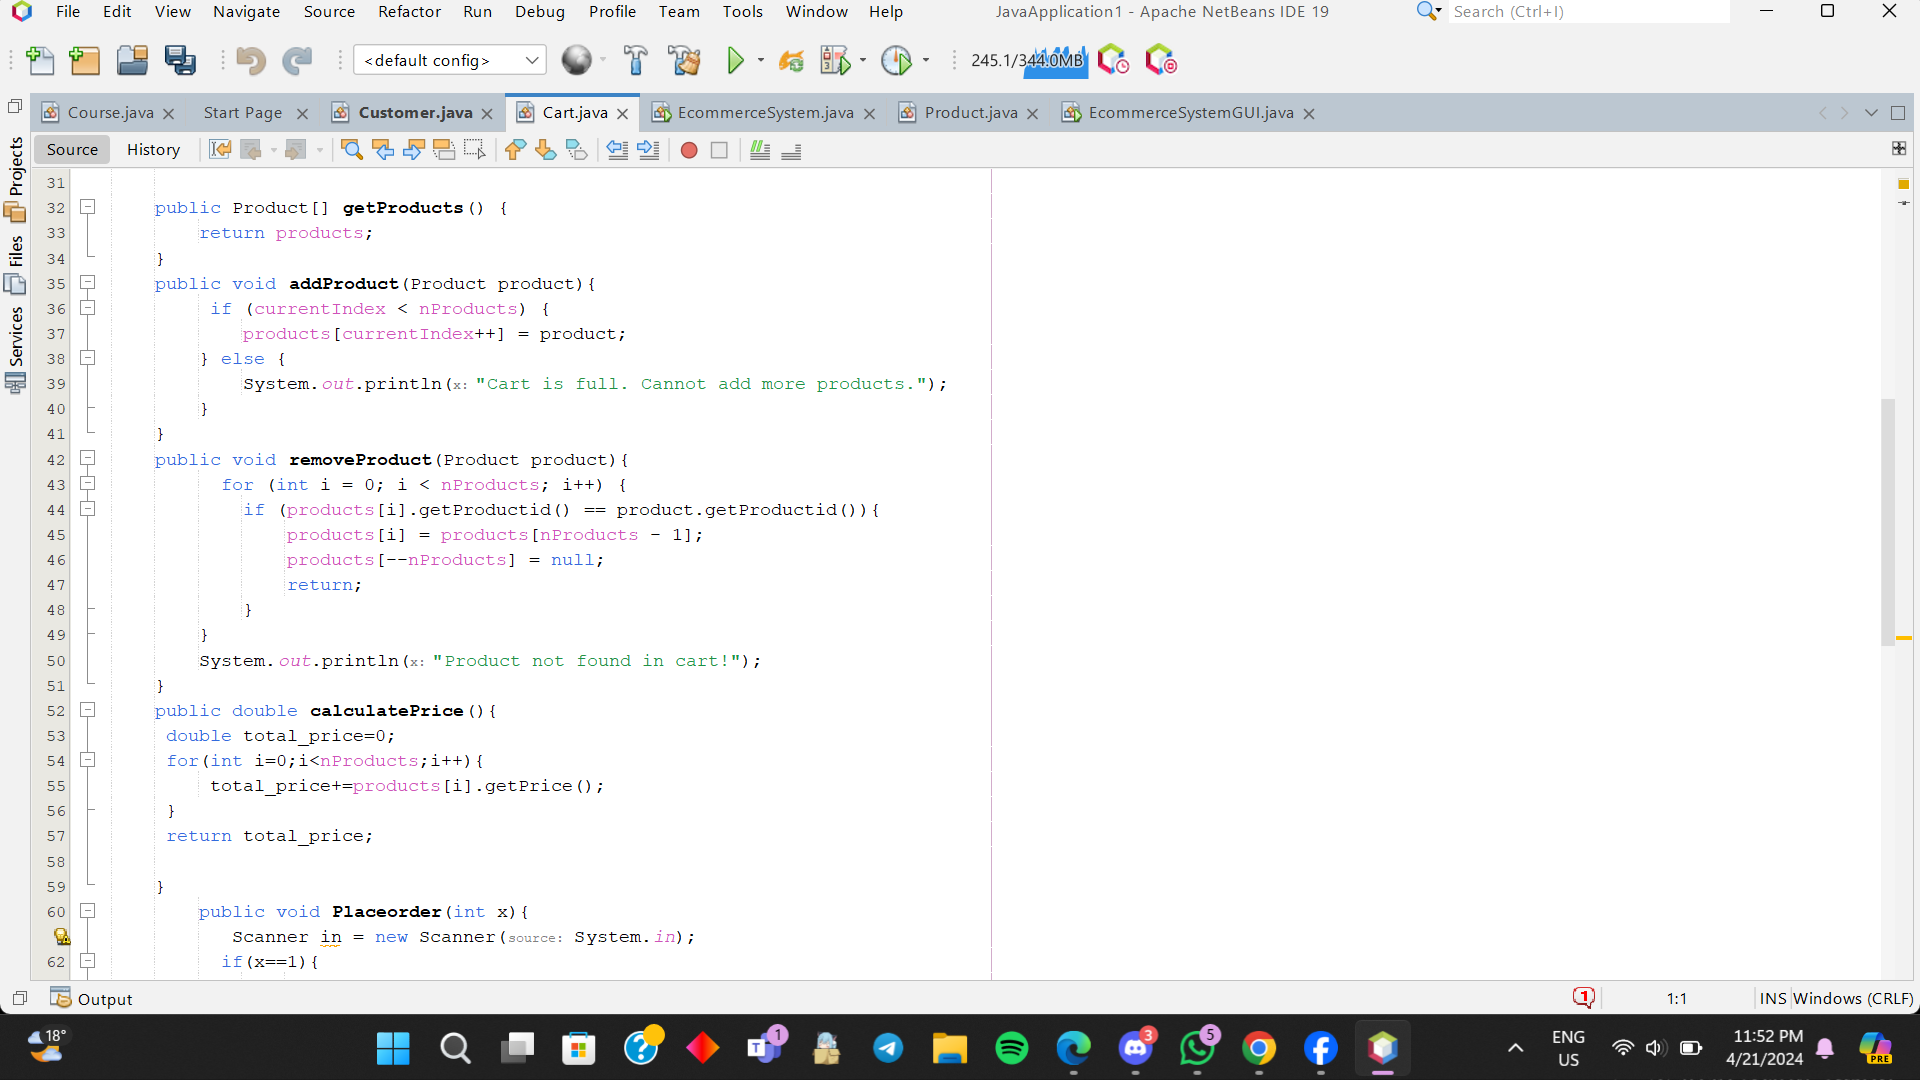 File Edit View Navigate Source Refactor Run Debug Profile Team Tools Window Help JavaApplication1 - Apache NetBeans IDE 19 Search (Ctrl+I)
<default config> 245.1/344.0MB
Course.java Start Page Customer.java Cart.java EcommerceSystem.java Product.java EcommerceSystemGUI.java
Source History
Projects
Files
Services
31
32 public Product[] getProducts() {
33 return products;
34 }
35 public void addProduct(Product product){
36 if (currentIndex < nProducts) {
37 products[currentIndex++] = product;
38 } else {
39 System.out.println(x: "Cart is full. Cannot add more products.");
40 }
41 }
42 public void removeProduct(Product product){
43 for (int i = 0; i < nProducts; i++) {
44 if (products[i].getProductid() == product.getProductid()){
45 products[i] = products[nProducts - 1];
46 products[--nProducts] = null;
47 return;
48 }
49 }
50 System.out.println(x: "Product not found in cart!");
51 }
52 public double calculatePrice(){
53 double total_price=0;
54 for(int i=0;i<nProducts;i++){
55 total_price+=products[i].getPrice();
56 }
57 return total_price;
58
59 }
60 public void Placeorder(int x){
Scanner in = new Scanner(source: System.in);
62 if(x==1){
Output 1 1:1 INS Windows (CRLF)
18° 1 3 5 ENG US 11:52 PM 4/21/2024 PRE